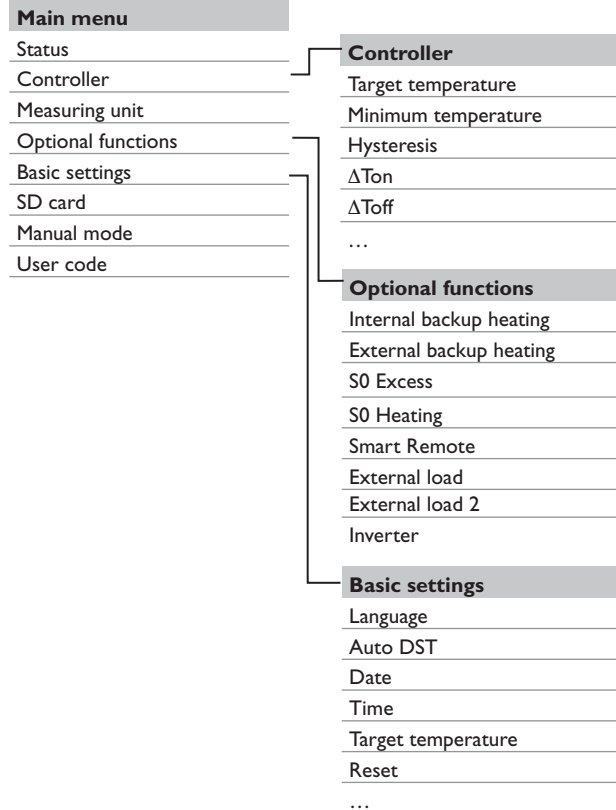 Main menu
Status
Controller
Measuring unit
Optional functions
Basic settings
SD card
Manual mode
User code
Controller
Target temperature
Minimum temperature
Hysteresis
ΔTon
ΔToff
…
Optional functions
Internal backup heating
External backup heating
S0 Excess
S0 Heating
Smart Remote
External load
External load 2
Inverter
Basic settings
Language
Auto DST
Date
Time
Target temperature
Reset
…